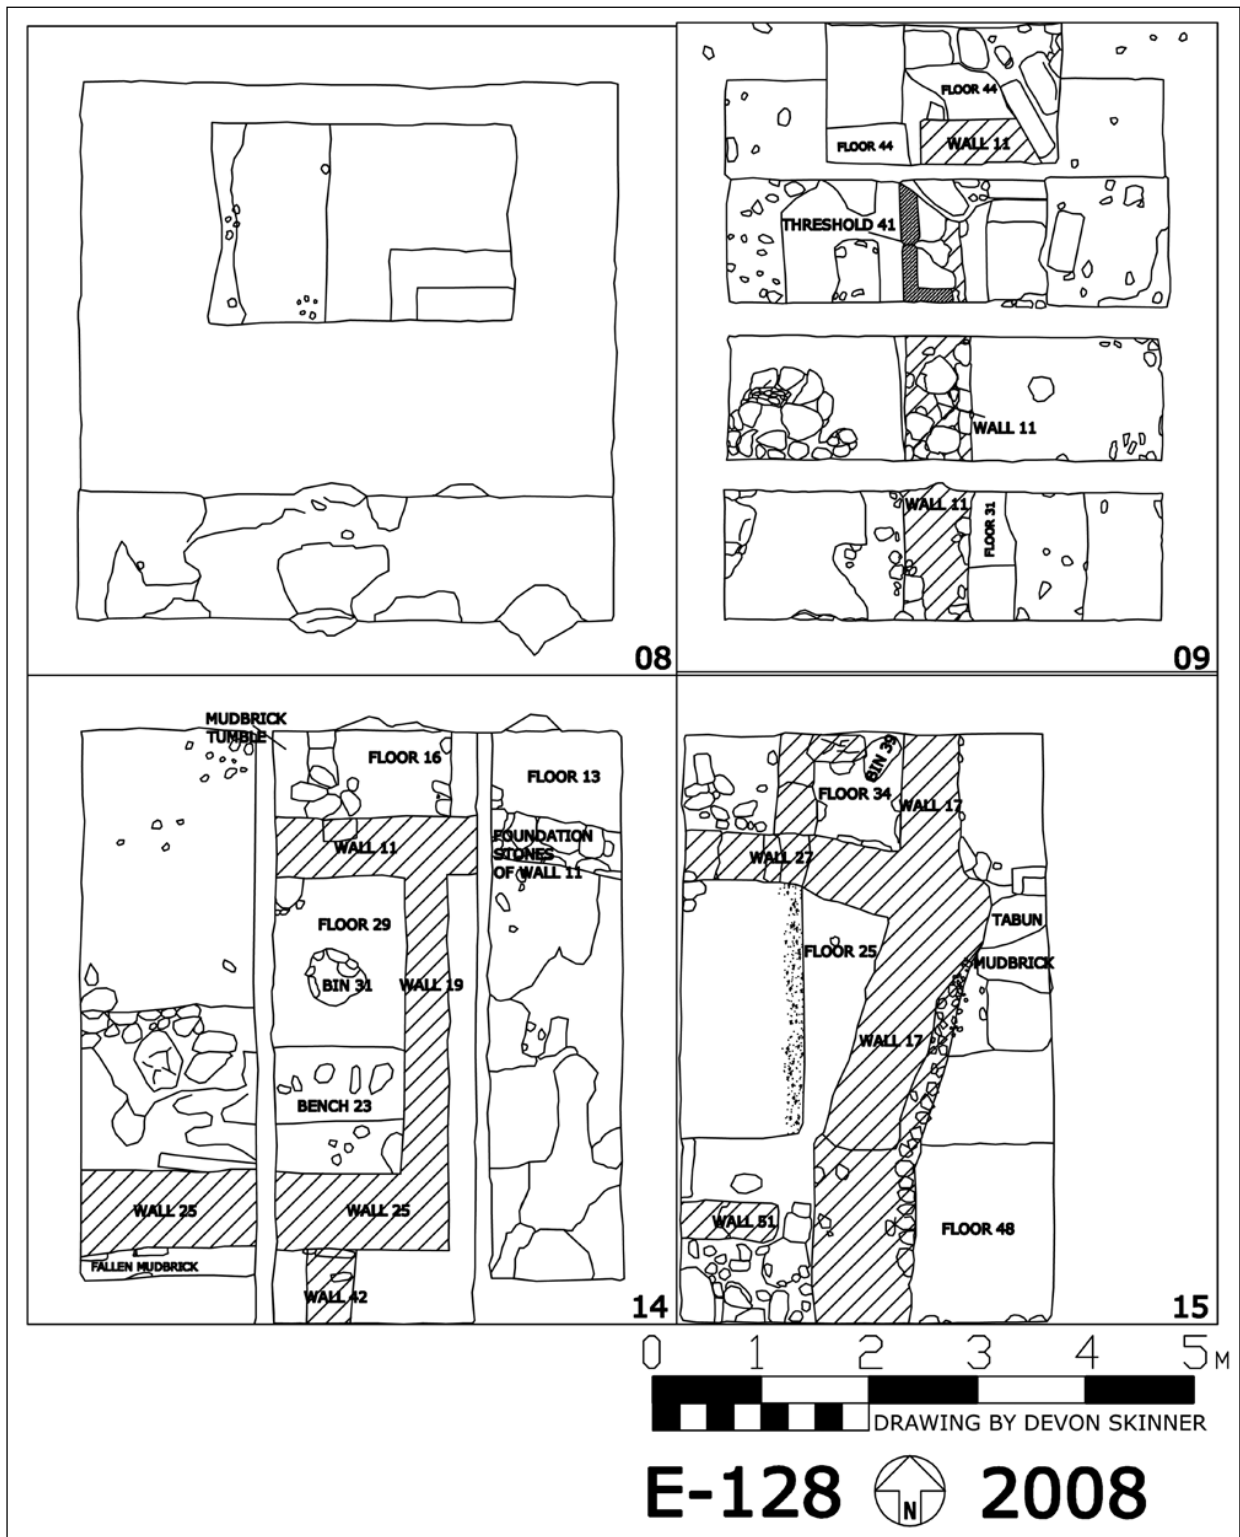 FLOOR 44
FLOOR 44
WALL 11
THRESHOLD 41
WALL 11
WALL 11
FLOOR 31
08
09
MUDBRICK
TUMBLE
FLOOR 16
FLOOR 13
WALL 11
FOUNDATION
STONES
OF WALL 11
FLOOR 29
BIN 31
WALL 19
BENCH 23
WALL 25
WALL 25
FALLEN MUDBRICK
WALL 42
14
BIN 39
FLOOR 34
WALL 17
WALL 27
TABUN
FLOOR 25
MUDBRICK
WALL 17
WALL 51
FLOOR 48
15
0 1 2 3 4 5 M
DRAWING BY DEVON SKINNER
E-128 N 2008